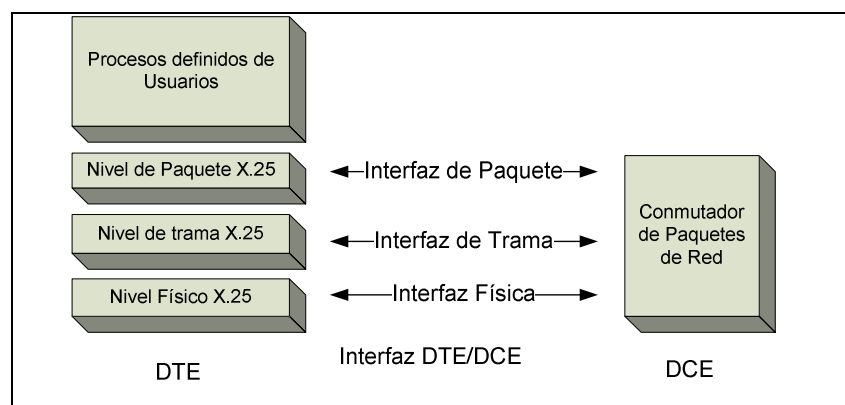 Procesos definidos de
Usuarios
Nivel de Paquete X.25
Interfaz de Paquete
Nivel de trama X.25
Interfaz de Trama
Nivel Físico X.25
Interfaz Física
Conmutador
de Paquetes
de Red
DTE
Interfaz DTE/DCE
DCE